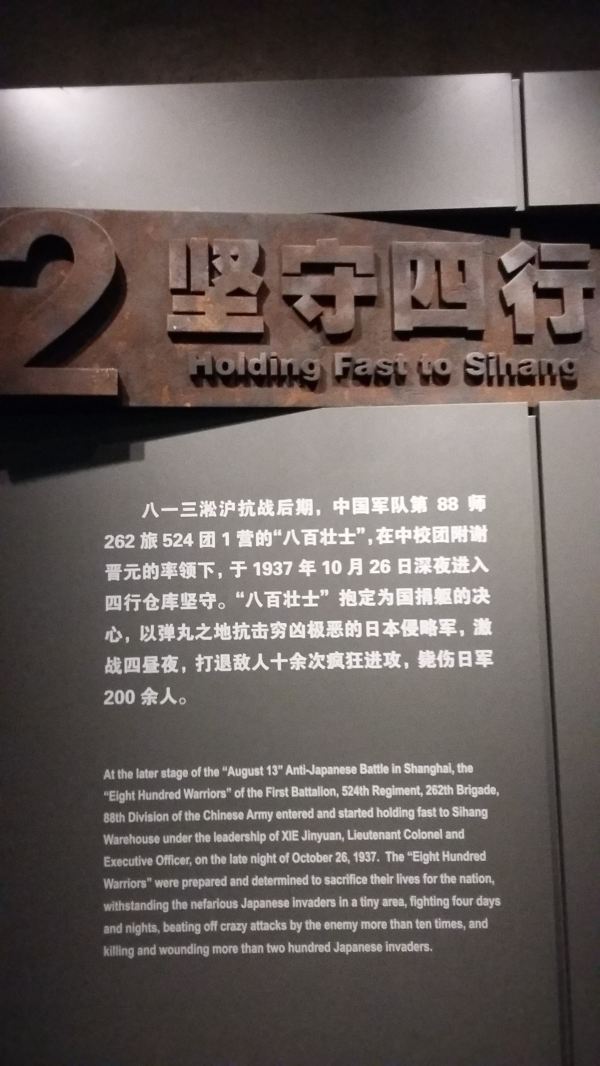 2 坚守四行
Holding Fast to Sihang
八一三淞沪抗战后期，中国军队第 88 师
262 旅 524 团 1 营的“八百壮士”，在中校团附谢
晋元的率领下，于 1937 年 10 月 26 日深夜进入
四行仓库坚守。“八百壮士” 抱定为国捐躯的决
心，以弹丸之地抗击穷凶极恶的日本侵略军，激
战四昼夜，打退敌人十余次疯狂进攻，毙伤日军
200 余人。
At the later stage of the “August 13” Anti-Japanese Battle in Shanghai, the
“Eight Hundred Warriors” of the First Battalion, 524th Regiment, 262th Brigade,
88th Division of the Chinese Army entered and started holding fast to Sihang
Warehouse under the leadership of XIE Jinyuan, Lieutenant Colonel and
Executive Officer, on the late night of October 26, 1937. The “Eight Hundred
Warriors” were prepared and determined to sacrifice their lives for the nation,
withstanding the nefarious Japanese invaders in a tiny area, fighting four days
and nights, beating off crazy attacks by the enemy more than ten times, and
killing and wounding more than two hundred Japanese invaders.